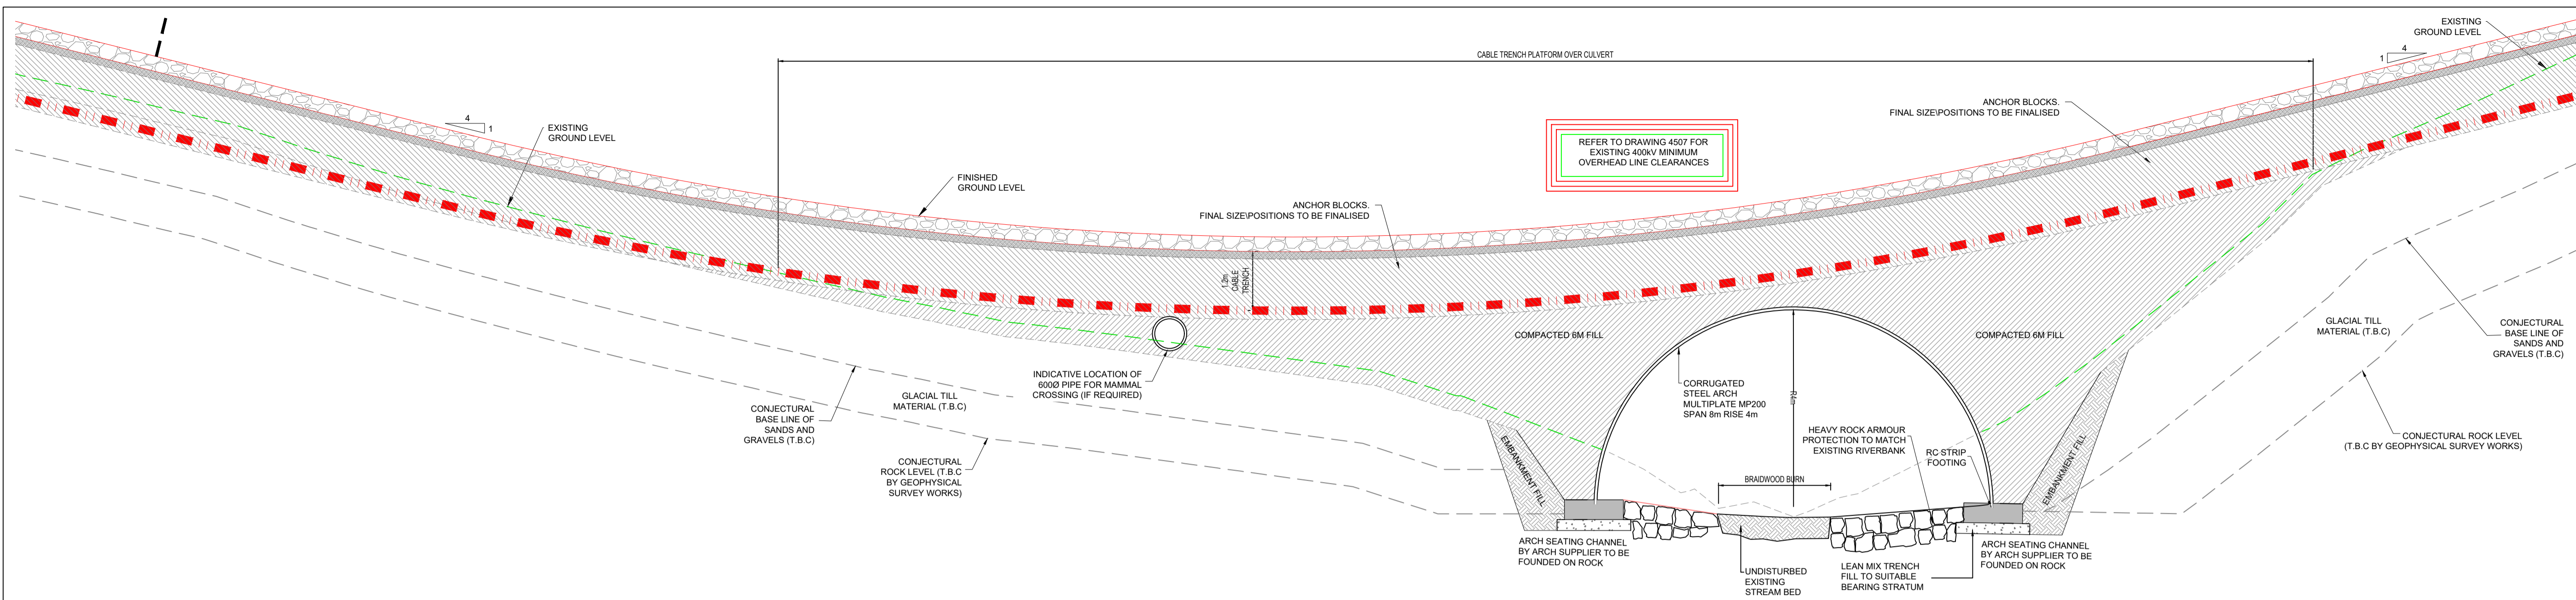 EXISTING
GROUND LEVEL
CABLE TRENCH PLATFORM OVER CULVERT
4
1
ANCHOR BLOCKS.
FINAL SIZE\POSITIONS TO BE FINALISED
4
1
EXISTING
GROUND LEVEL
REFER TO DRAWING 4507 FOR
EXISTING 400kV MINIMUM
OVERHEAD LINE CLEARANCES
FINISHED
GROUND LEVEL
ANCHOR BLOCKS.
FINAL SIZE\POSITIONS TO BE FINALISED
1.2m
CABLE
TRENCH
COMPACTED 6M FILL
COMPACTED 6M FILL
GLACIAL TILL
MATERIAL (T.B.C)
CONJECTURAL
BASE LINE OF
SANDS AND
GRAVELS (T.B.C)
INDICATIVE LOCATION OF
600Ø PIPE FOR MAMMAL
CROSSING (IF REQUIRED)
CORRUGATED
STEEL ARCH
MULTIPLATE MP200
SPAN 8m RISE 4m
R4m
GLACIAL TILL
MATERIAL (T.B.C)
CONJECTURAL
BASE LINE OF
SANDS AND
GRAVELS (T.B.C)
HEAVY ROCK ARMOUR
PROTECTION TO MATCH
EXISTING RIVERBANK
RC STRIP
FOOTING
CONJECTURAL ROCK LEVEL
(T.B.C BY GEOPHYSICAL SURVEY WORKS)
CONJECTURAL
ROCK LEVEL (T.B.C
BY GEOPHYSICAL
SURVEY WORKS)
EMBANKMENT FILL
BRAIDWOOD BURN
EMBANKMENT FILL
ARCH SEATING CHANNEL
BY ARCH SUPPLIER TO BE
FOUNDED ON ROCK
ARCH SEATING CHANNEL
BY ARCH SUPPLIER TO BE
FOUNDED ON ROCK
UNDISTURBED
EXISTING
STREAM BED
LEAN MIX TRENCH
FILL TO SUITABLE
BEARING STRATUM